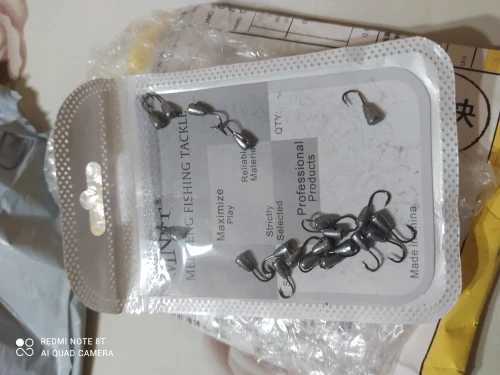 FISHING TACKLE
Maximize
Play
Reliable
Material
Strictly
Selected
QTY.
Professional
Products
Made in China
REDMI NOTE 8T
AI QUAD CAMERA